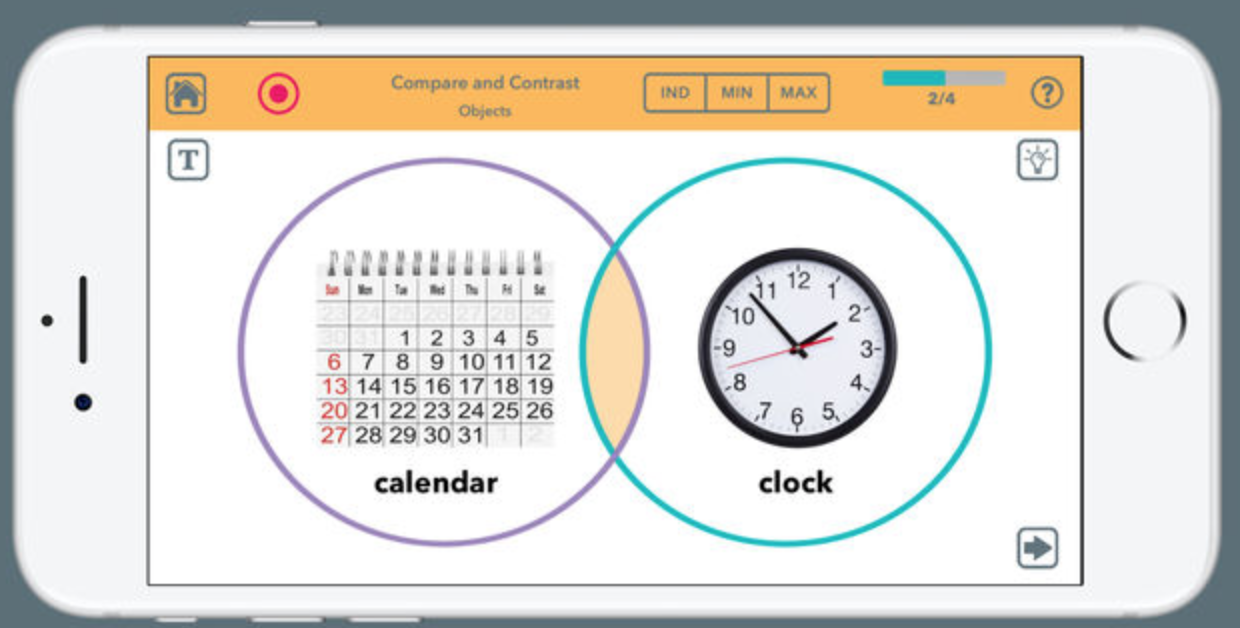 Compare and Contrast
Objects
IND MIN MAX
2/4
?
T
Sun Mon Tue Wed Thu Fri Sat
23 24 25 26 27 28 29
30 31 1 2 3 4 5
6 7 8 9 10 11 12
13 14 15 16 17 18 19
20 21 22 23 24 25 26
27 28 29 30 31 1 2
calendar
12
11 1
10 2
9 3
8 4
7 5
6
clock